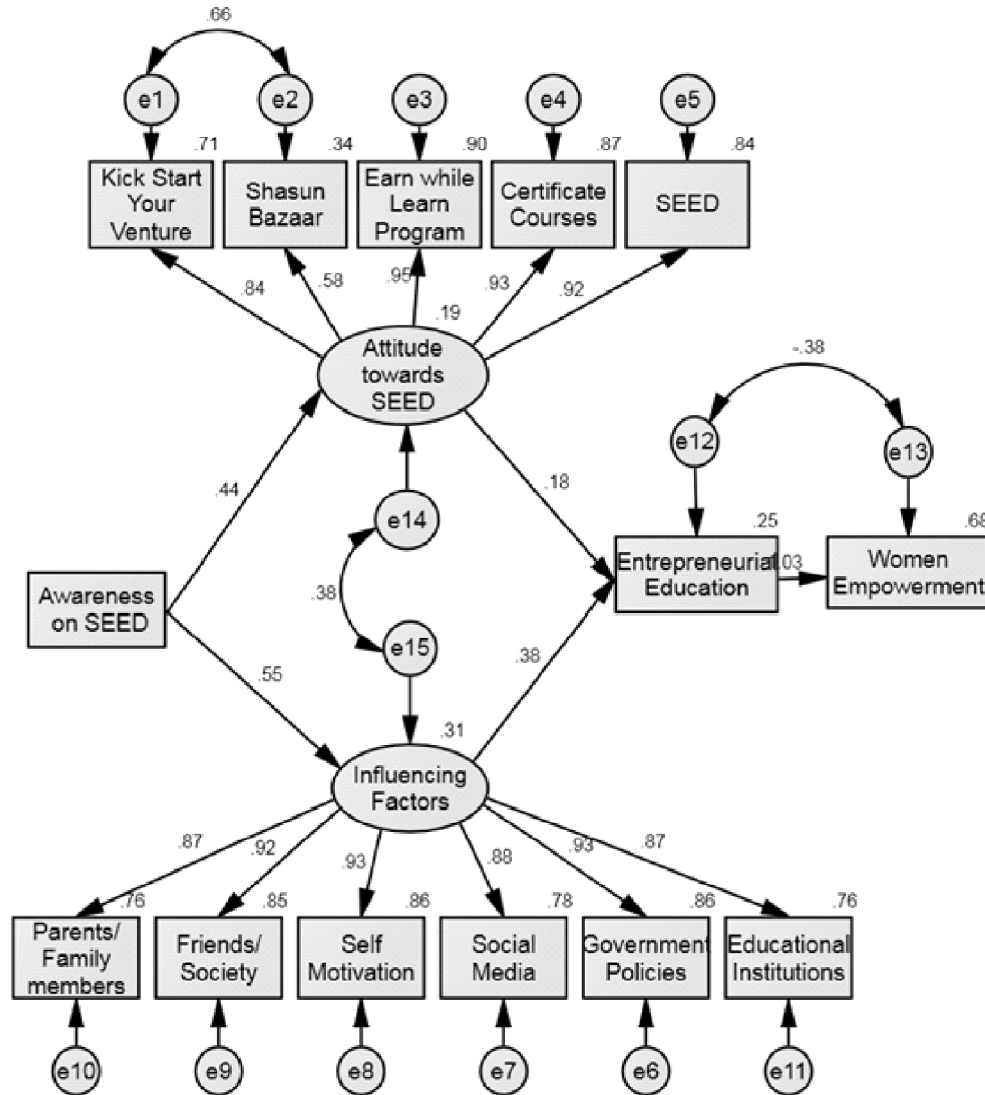 .66
e1
e2
e3
e4
e5
.71
.34
.90
.87
.84
Kick Start
Your
Venture
Shasun
Bazaar
Earn while
Learn
Program
Certificate
Courses
SEED
.84
.58
.95
.93
.92
.19
Attitude
towards
SEED
-.38
e12
e13
.44
.18
e14
.25
.68
Entrepreneurial
Education
.03
Women
Empowerment
Awareness
on SEED
.38
e15
.55
.38
.31
Influencing
Factors
.87
.92
.93
.88
.93
.87
.76
.85
.86
.78
.86
.76
Parents/
Family
members
Friends/
Society
Self
Motivation
Social
Media
Government
Policies
Educational
Institutions
e10
e9
e8
e7
e6
e11